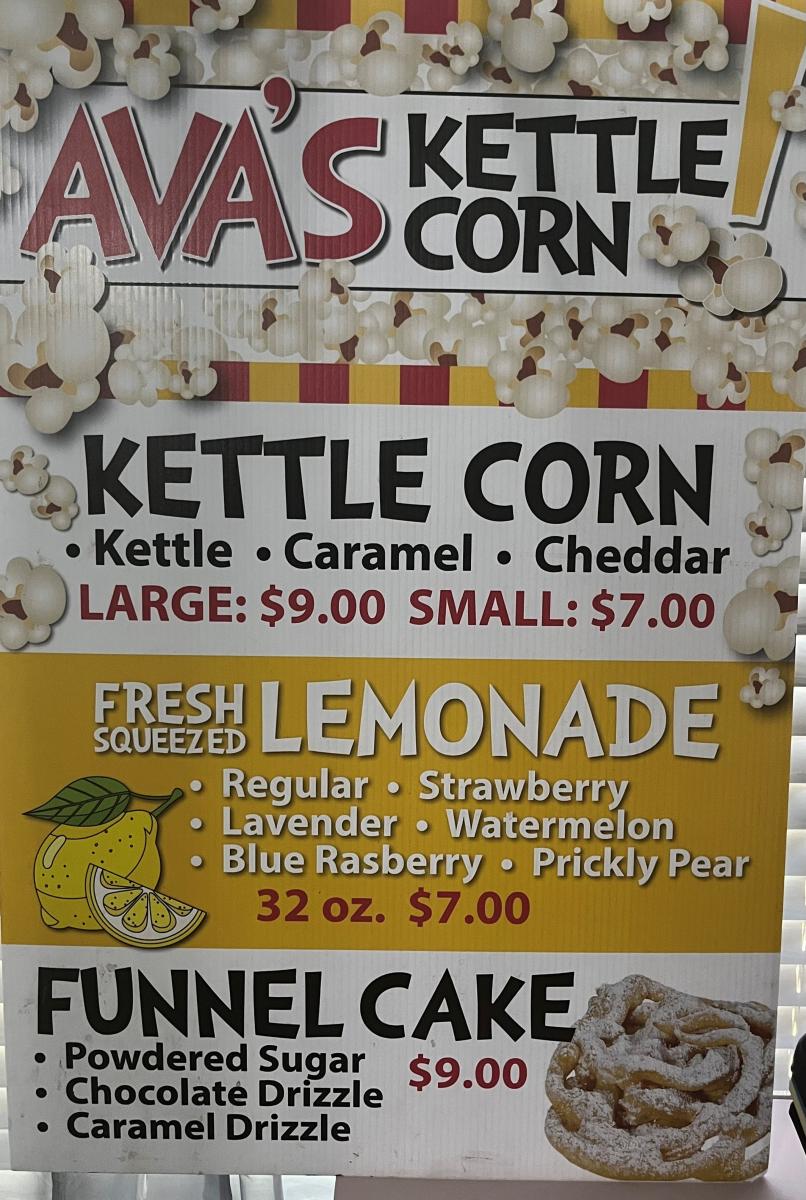 AVA'S KETTLE CORN!
KETTLE CORN
• Kettle • Caramel • Cheddar
LARGE: $9.00 SMALL: $7.00
FRESH SQUEEZED LEMONADE
• Regular • Strawberry
• Lavender • Watermelon
• Blue Rasberry • Prickly Pear
32 oz. $7.00
FUNNEL CAKE
• Powdered Sugar
$9.00
• Chocolate Drizzle
• Caramel Drizzle